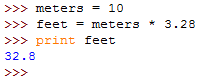 >>> meters = 10
>>> feet = meters * 3.28
>>> print feet
32.8
>>>